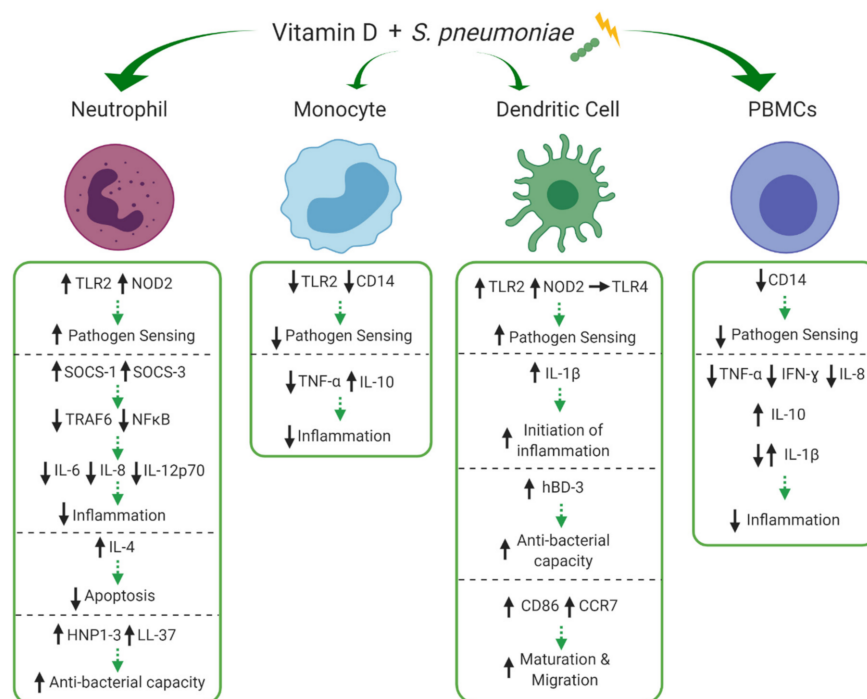 Vitamin D + S. pneumoniae
Neutrophil
↑TLR2 ↑NOD2
↑ Pathogen Sensing
↑SOCS-1 ↑SOCS-3
↓TRAF6 ↓NFκB
↓IL-6 ↓IL-8 ↓IL-12p70
↓Inflammation
↑IL-4
↓Apoptosis
↑HNP1-3 ↑LL-37
↑Anti-bacterial capacity
Monocyte
↓TLR2 ↓CD14
↓Pathogen Sensing
↓TNF-α ↑IL-10
↓Inflammation
Dendritic Cell
↑TLR2 ↑NOD2 →TLR4
↑Pathogen Sensing
↑ IL-1β
↑ Initiation of
inflammation
↑ hBD-3
↑ Anti-bacterial
capacity
↑ CD86 ↑ CCR7
↑ Maturation &
Migration
PBMCs
↓CD14
↓Pathogen Sensing
↓TNF-α ↓IFN-ɣ ↓IL-8
↑ IL-10
↓↑ IL-1β
↓ Inflammation